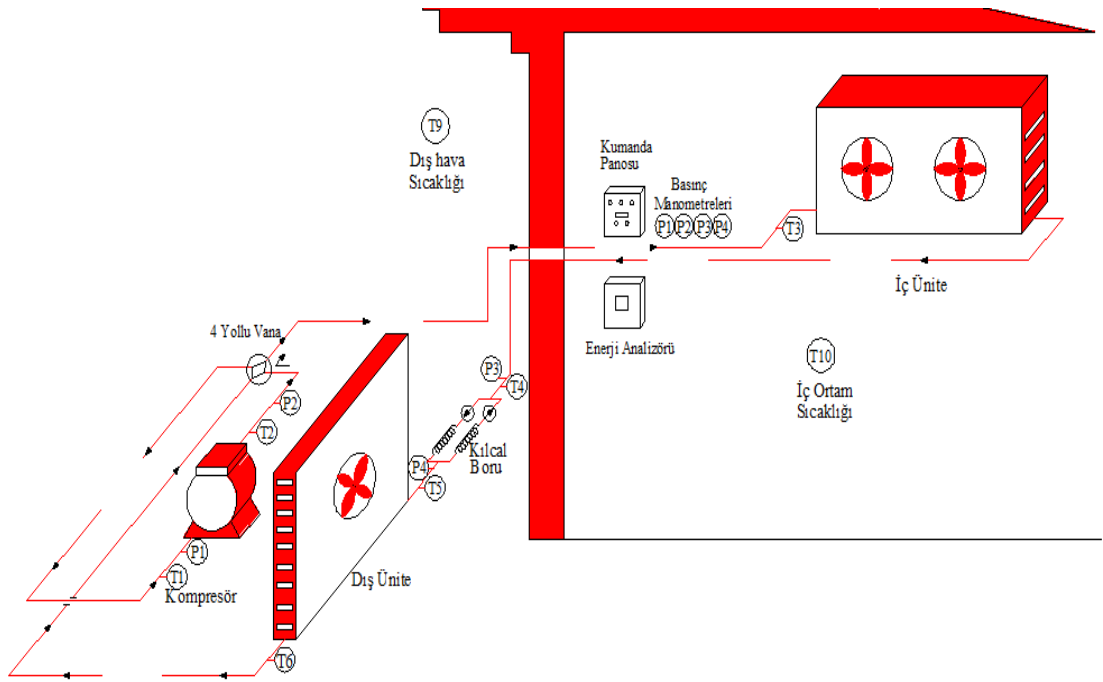 T9
Dış hava
Sıcaklığı
Kumanda
Panosu
Basınç
Manometreleri
P1 P2 P3 P4
T3
İç Ünite
Enerji Analizörü
T10
İç Ortam
Sıcaklığı
4 Yollu Vana
P3
T4
P2
T2
Kılcal
Boru
P4
T5
P1
T1
Kompresör
Dış Ünite
T6